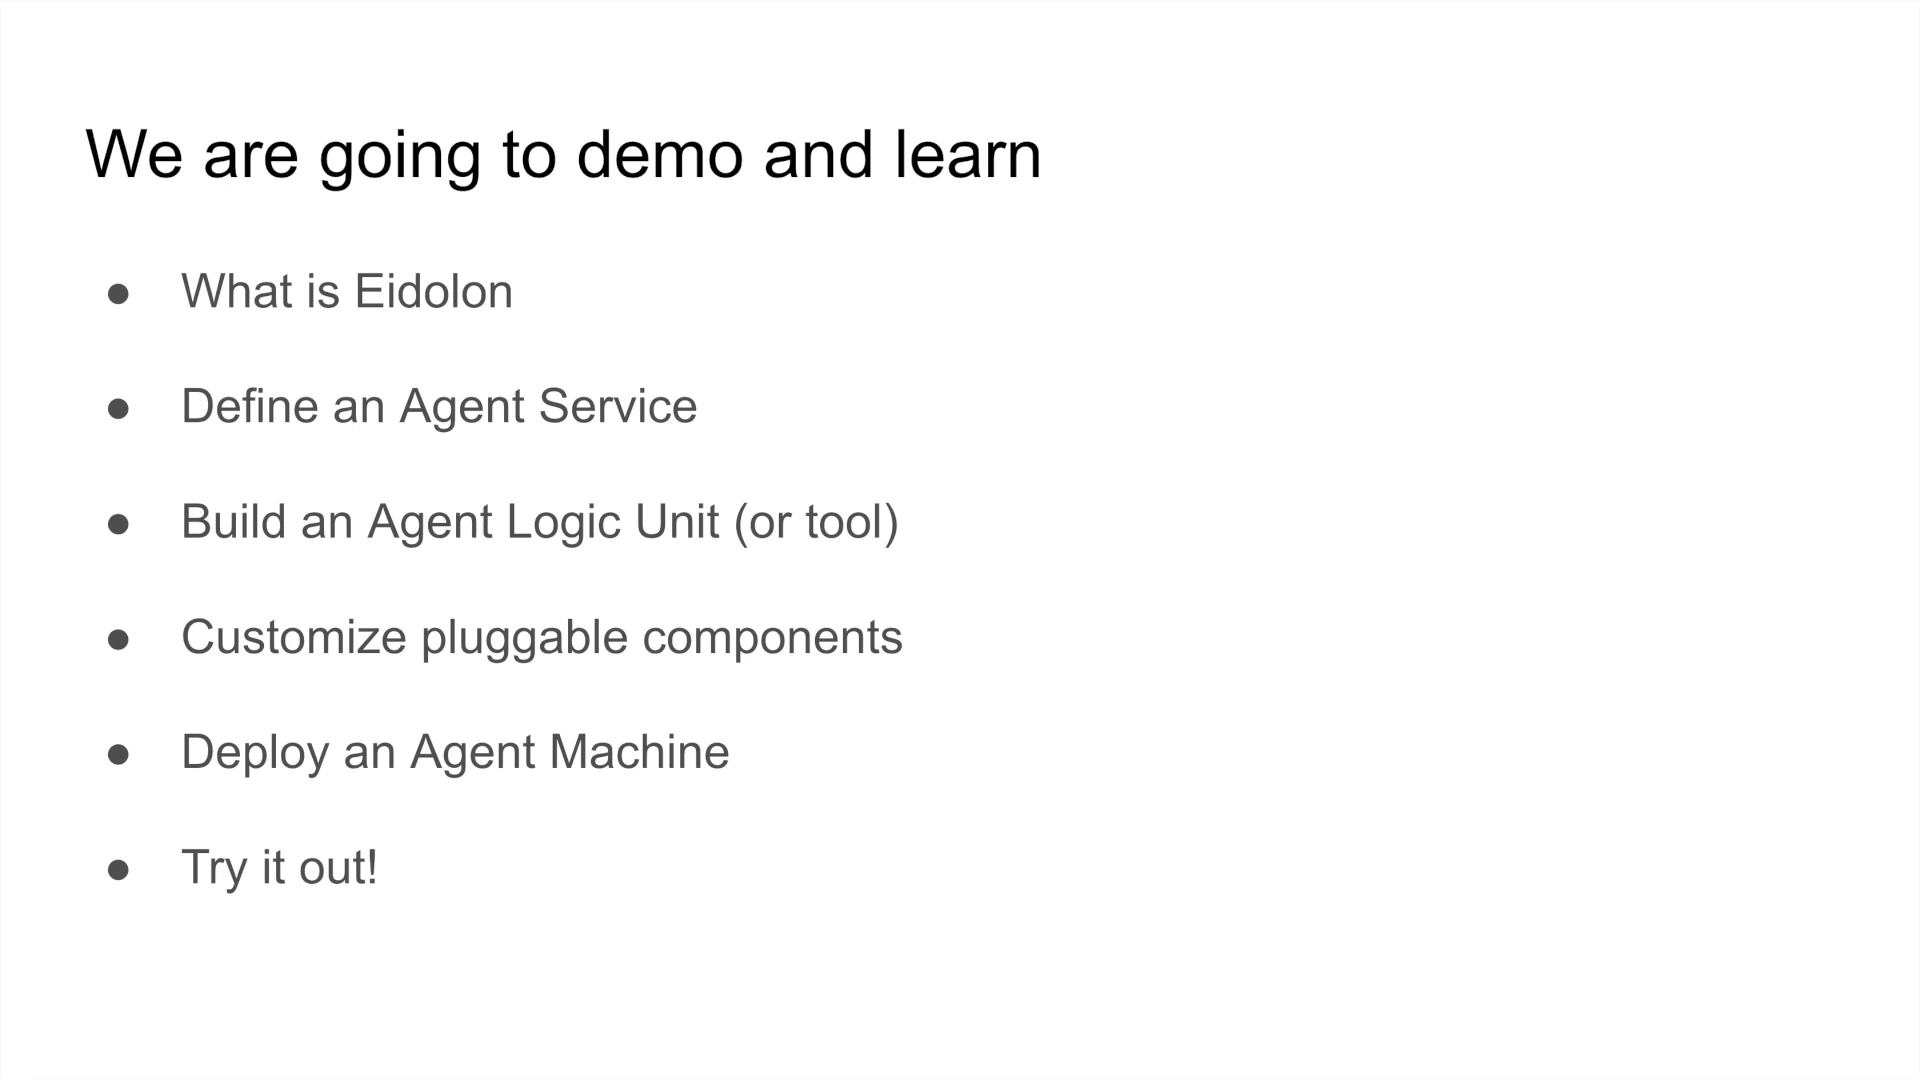 We are going to demo and learn
● What is Eidolon
● Define an Agent Service
● Build an Agent Logic Unit (or tool)
● Customize pluggable components
● Deploy an Agent Machine
● Try it out!